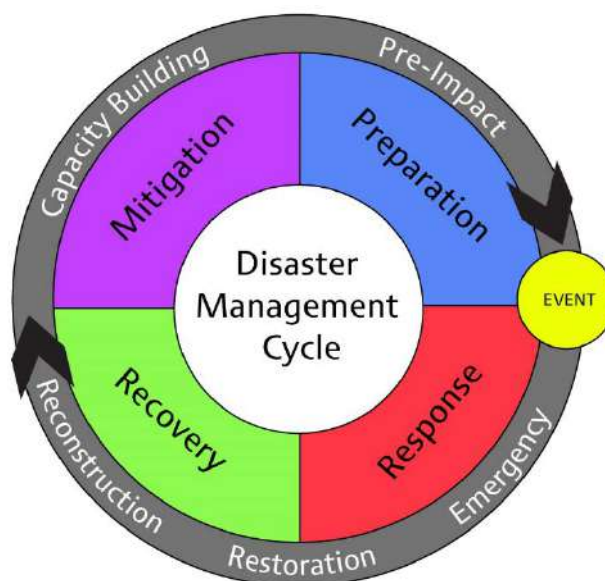 Capacity Building
Pre-Impact
Mitigation
Preparation
Disaster
Management
Cycle
EVENT
Recovery
Response
Reconstruction
Restoration
Emergency